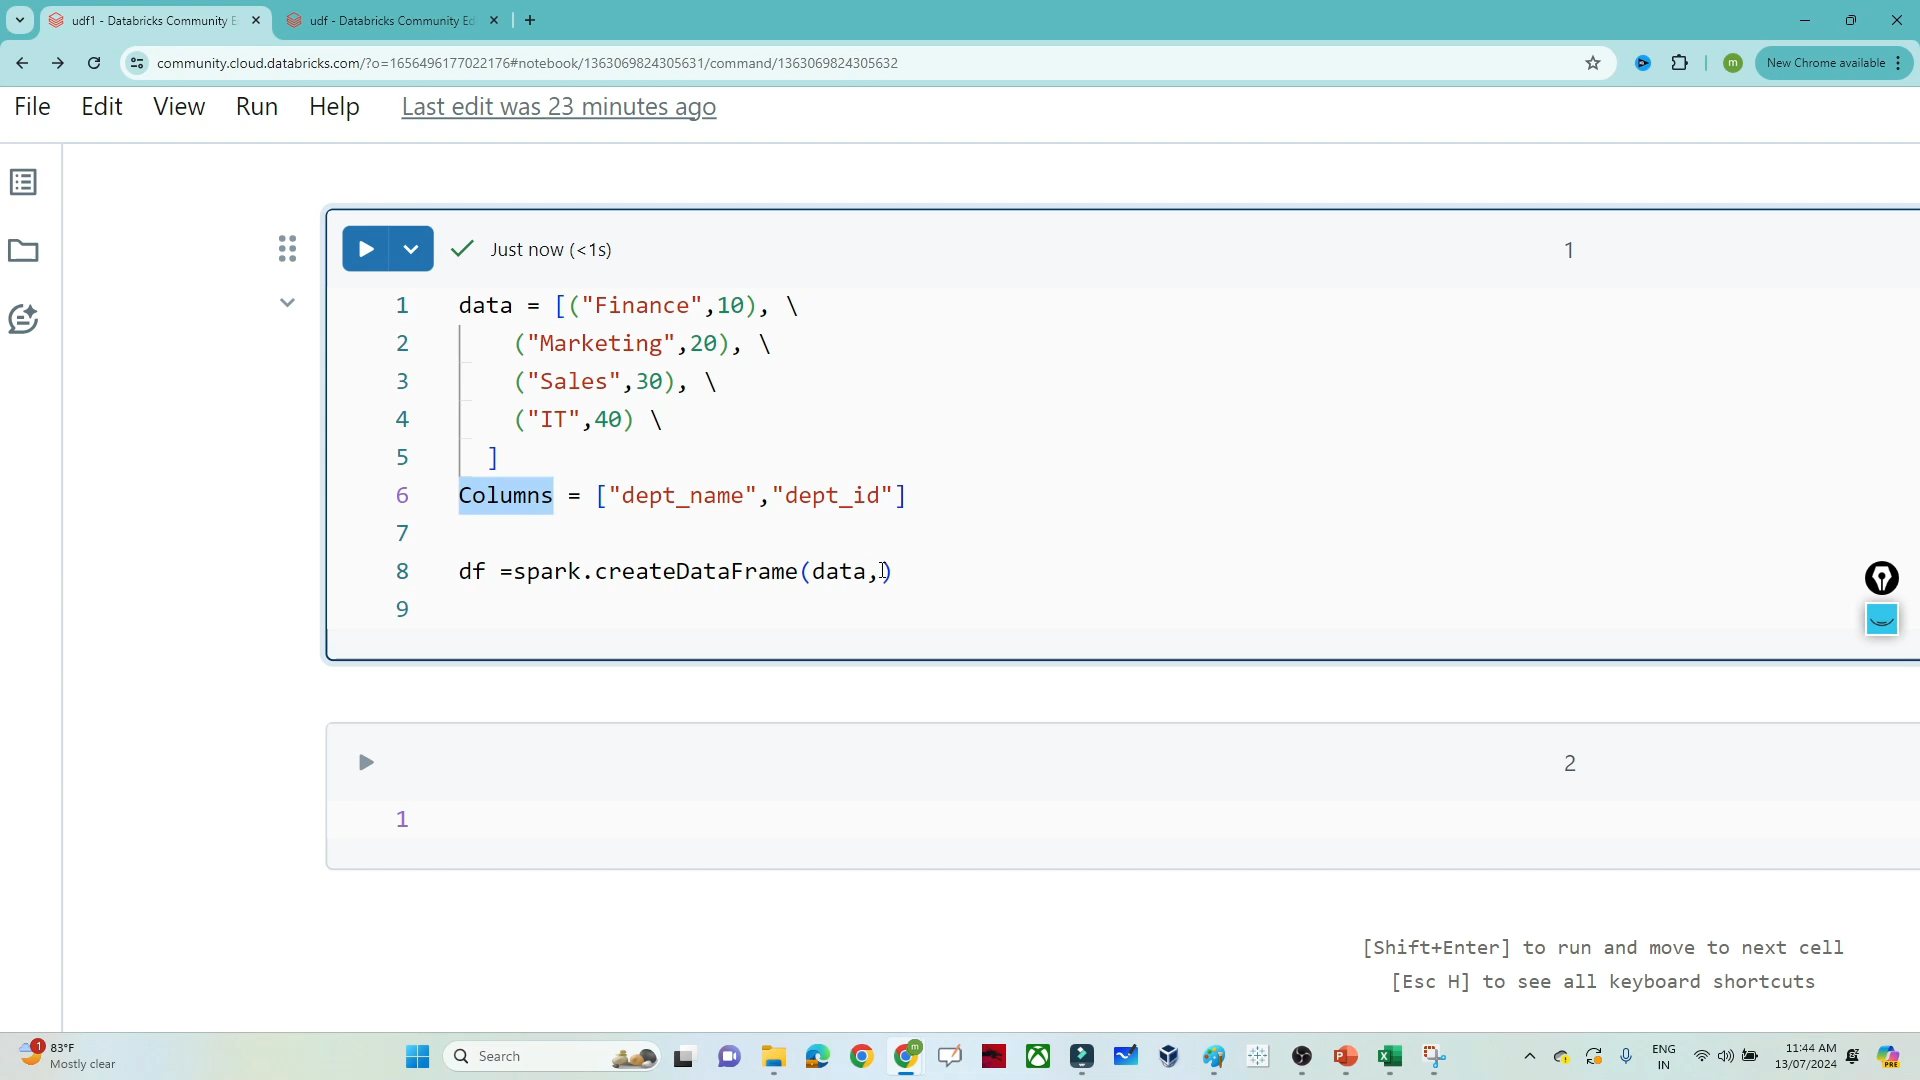 udf1 - Databricks Community E
udf - Databricks Community Ed
community.cloud.databricks.com/?o=1656496177022176#notebook/1363069824305631/command/1363069824305632
m
New Chrome available
File Edit View Run Help Last edit was 23 minutes ago
Just now (<1s)
1
1 data = [("Finance",10), \
2 ("Marketing",20), \
3 ("Sales",30), \
4 ("IT",40) \
5 ]
6 Columns = ["dept_name","dept_id"]
7
8 df =spark.createDataFrame(data,)
9
2
1
[Shift+Enter] to run and move to next cell
[Esc H] to see all keyboard shortcuts
1
83°F
Mostly clear
Search
m
ENG
IN
11:44 AM
13/07/2024
PRE